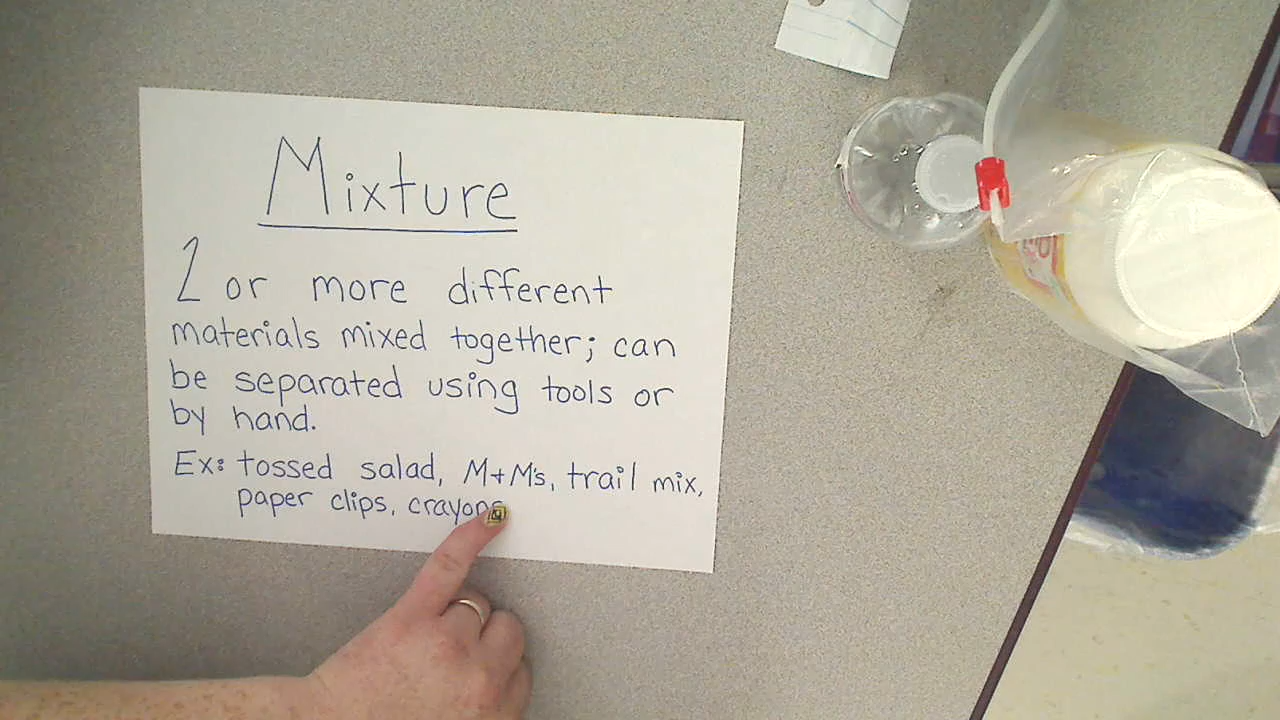 Mixture
2 or more different
materials mixed together; can
be separated using tools or
by hand.
Ex: tossed salad, M+M's, trail mix,
paper clips, crayons